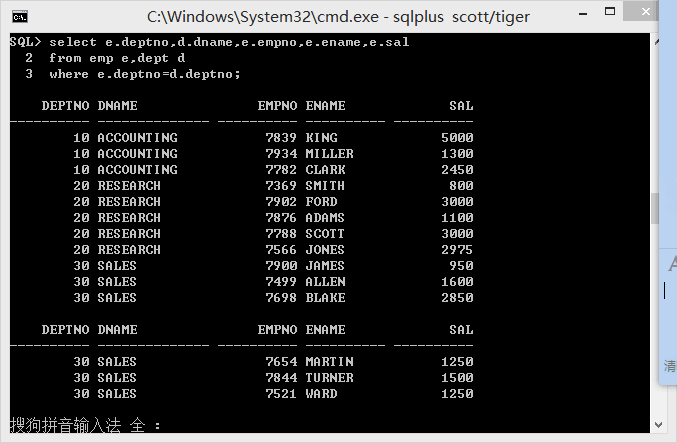 C:\Windows\System32\cmd.exe - sqlplus scott/tiger
SQL> select e.deptno,d.dname,e.empno,e.ename,e.sal
2 from emp e,dept d
3 where e.deptno=d.deptno;
DEPTNO DNAME EMPNO ENAME SAL
---------- -------------- ---------- ---------- ----------
10 ACCOUNTING 7839 KING 5000
10 ACCOUNTING 7934 MILLER 1300
10 ACCOUNTING 7782 CLARK 2450
20 RESEARCH 7369 SMITH 800
20 RESEARCH 7902 FORD 3000
20 RESEARCH 7876 ADAMS 1100
20 RESEARCH 7788 SCOTT 3000
20 RESEARCH 7566 JONES 2975
30 SALES 7900 JAMES 950
30 SALES 7499 ALLEN 1600
30 SALES 7698 BLAKE 2850
DEPTNO DNAME EMPNO ENAME SAL
---------- -------------- ---------- ---------- ----------
30 SALES 7654 MARTIN 1250
30 SALES 7844 TURNER 1500
30 SALES 7521 WARD 1250
搜狗拼音输入法 全 :
清